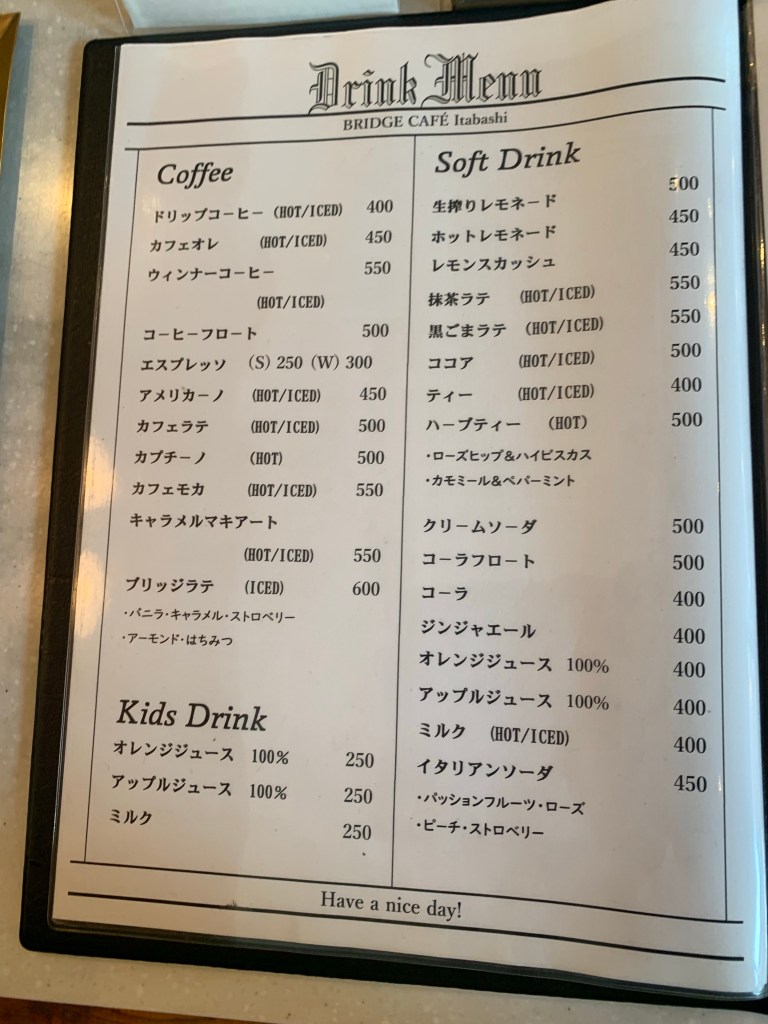 Drink Menu
BRIDGE CAFÉ Itabashi
Coffee
ドリップコーヒー (HOT/ICED) 400
カフェオレ (HOT/ICED) 450
ウィンナーコーヒー 550
(HOT/ICED)
コーヒーフロート 500
エスプレッソ (S) 250 (W) 300
アメリカーノ (HOT/ICED) 450
カフェラテ (HOT/ICED) 500
カプチーノ (HOT) 500
カフェモカ (HOT/ICED) 550
キャラメルマキアート
(HOT/ICED) 550
ブリッジラテ (ICED) 600
・バニラ・キャラメル・ストロベリー
・アーモンド・はちみつ
Kids Drink
オレンジジュース 100% 250
アップルジュース 100% 250
ミルク 250
Soft Drink
生搾りレモネード 500
ホットレモネード 450
レモンスカッシュ 450
抹茶ラテ (HOT/ICED) 550
黒ごまラテ (HOT/ICED) 550
ココア (HOT/ICED) 500
ティー (HOT/ICED) 400
ハーブティー (HOT) 500
・ローズヒップ&ハイビスカス
・カモミール&ペパーミント
クリームソーダ 500
コーラフロート 500
コーラ 400
ジンジャエール 400
オレンジジュース 100% 400
アップルジュース 100% 400
ミルク (HOT/ICED) 400
イタリアンソーダ 450
・パッションフルーツ・ローズ
・ピーチ・ストロベリー
Have a nice day!